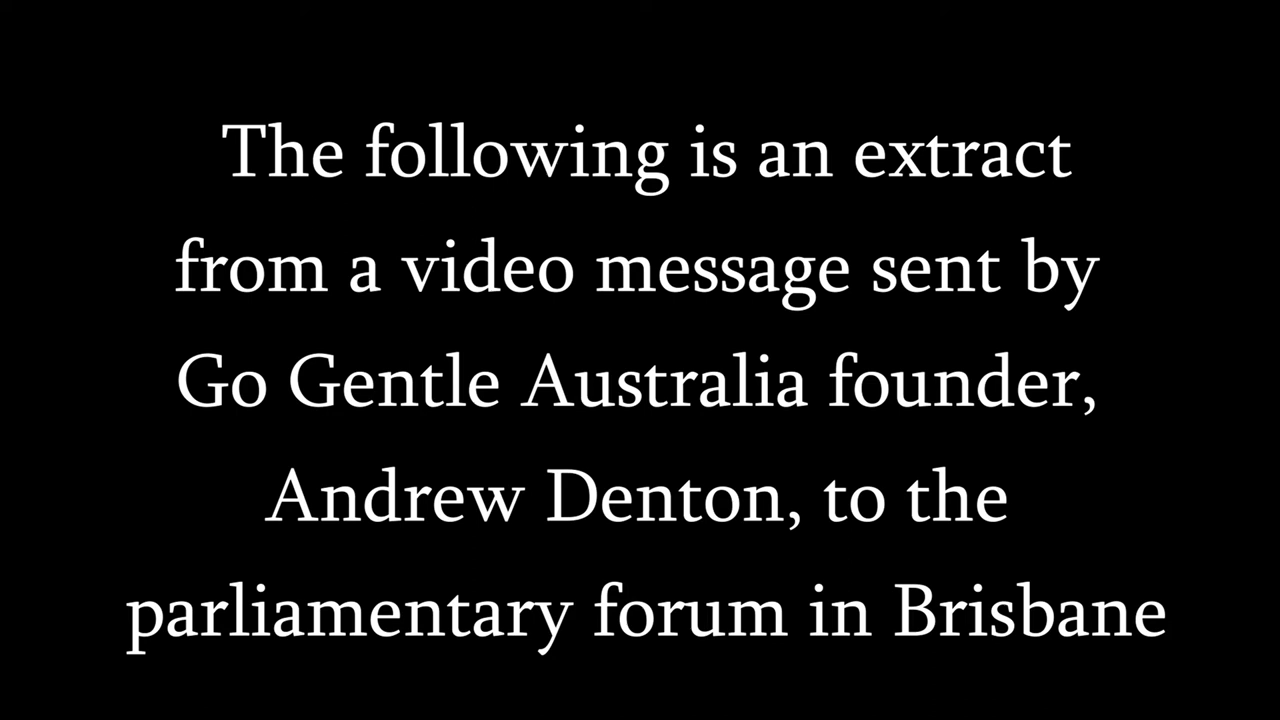 The following is an extract
from a video message sent by
Go Gentle Australia founder,
Andrew Denton, to the
parliamentary forum in Brisbane